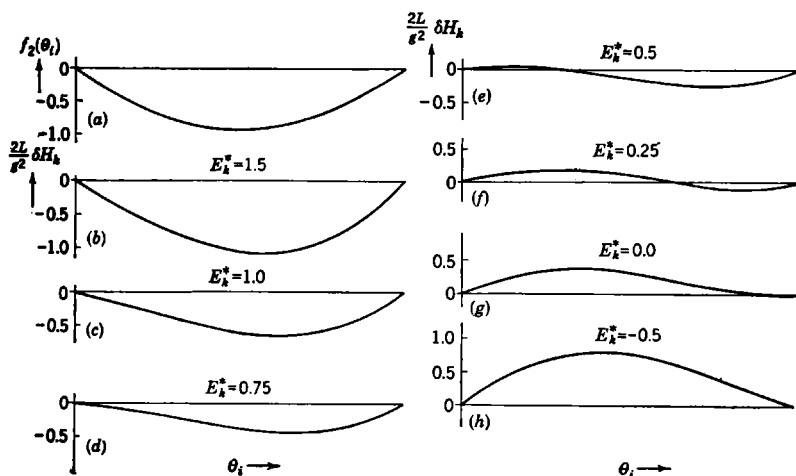 f₂(θᵢ)
0
−0.5
−1.0
(a)
2L/g² δHₖ
E*ₖ=1.5
0
−0.5
−1.0
(b)
E*ₖ=1.0
0
−0.5
(c)
E*ₖ=0.75
0
−0.5
(d)
θᵢ
2L/g² δHₖ
E*ₖ=0.5
0
−0.5
(e)
E*ₖ=0.25
0.5
0
(f)
E*ₖ=0.0
0.5
0
(g)
E*ₖ=−0.5
1.0
0.5
0
(h)
θᵢ